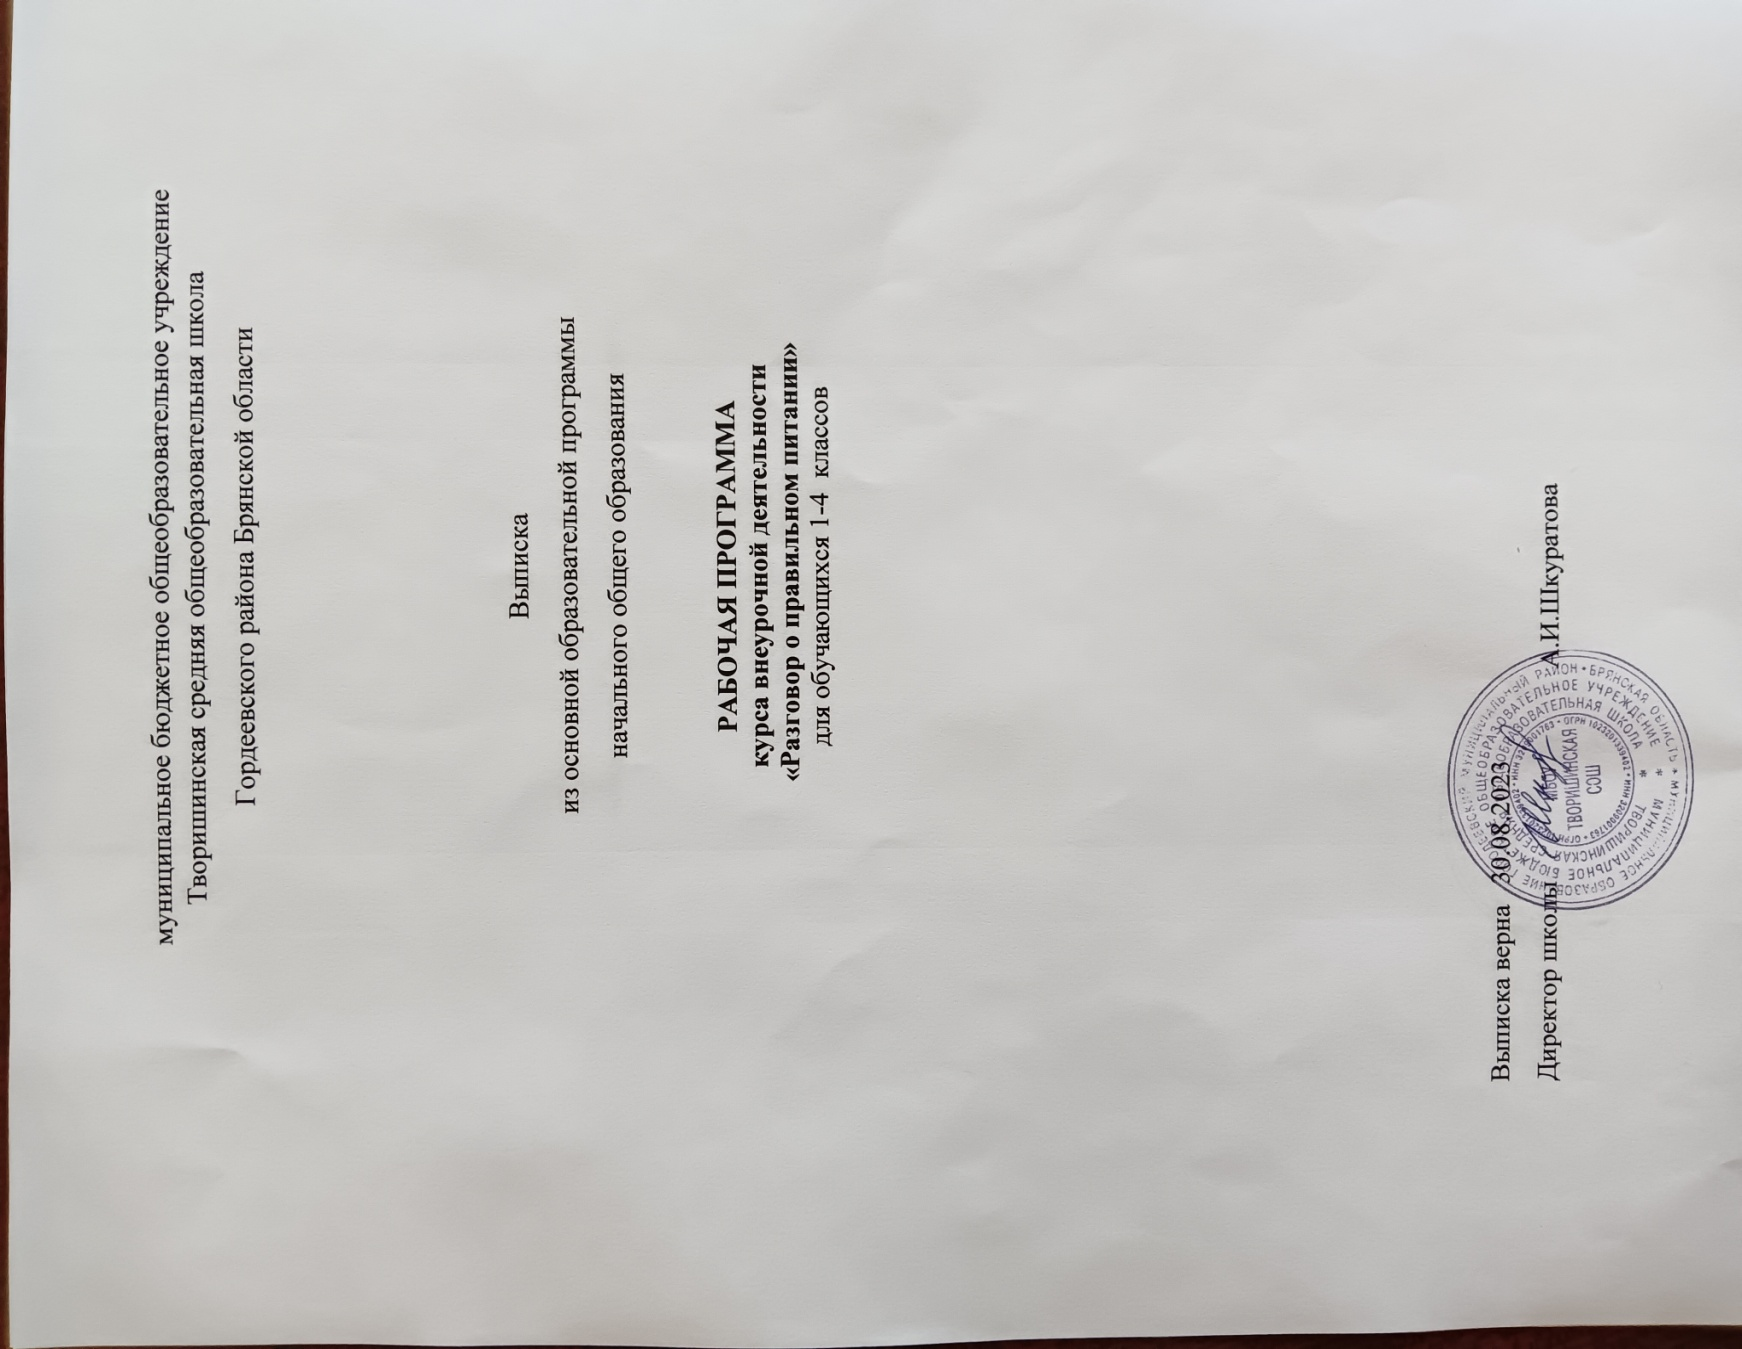 муниципальное бюджетное общеобразовательное учреждение
Творишинская средняя общеобразовательная школа
Гордеевского района Брянской области
Выписка
из основной образовательной программы
начального общего образования
РАБОЧАЯ ПРОГРАММА
курса внеурочной деятельности
«Разговор о правильном питании»
для обучающихся 1-4 классов
Выписка верна 30.08.2023
Директор школы А.И.Шкуратова
ТВОРИШИНСКАЯ
СОШ